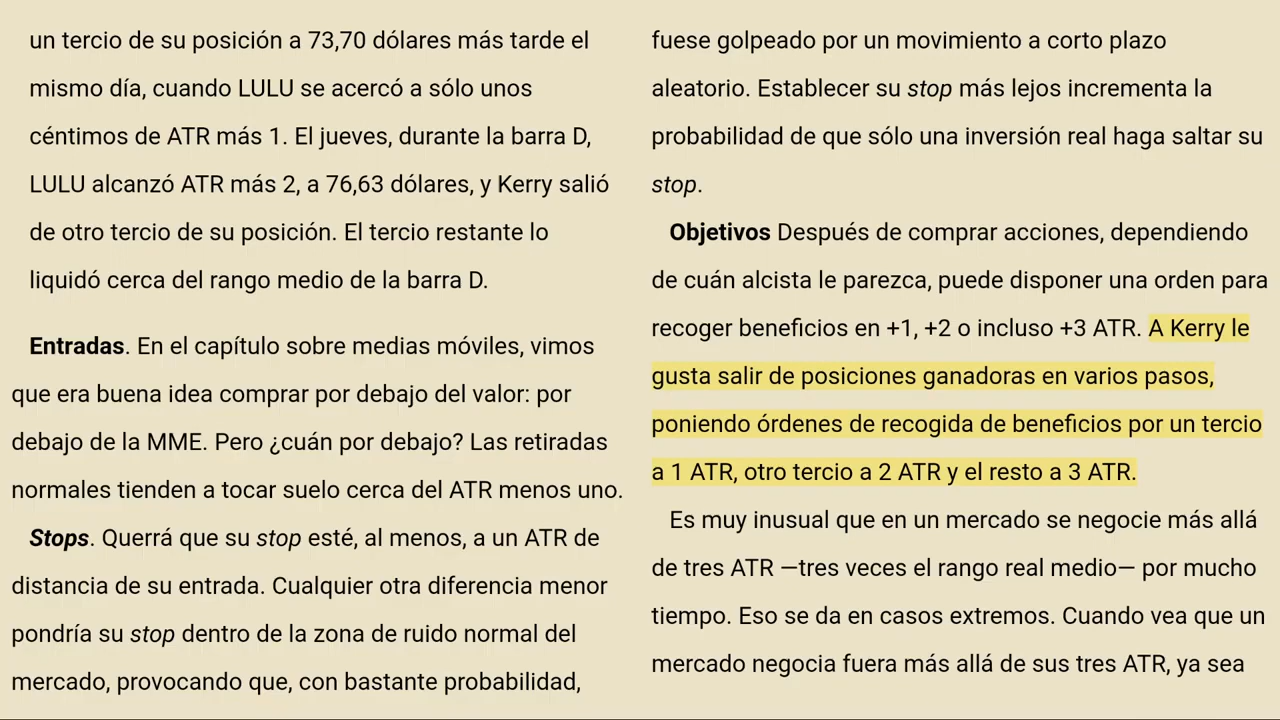 un tercio de su posición a 73,70 dólares más tarde el
mismo día, cuando LULU se acercó a sólo unos
céntimos de ATR más 1. El jueves, durante la barra D,
LULU alcanzó ATR más 2, a 76,63 dólares, y Kerry salió
de otro tercio de su posición. El tercio restante lo
liquidó cerca del rango medio de la barra D.
Entradas. En el capítulo sobre medias móviles, vimos
que era buena idea comprar por debajo del valor: por
debajo de la MME. Pero ¿cuán por debajo? Las retiradas
normales tienden a tocar suelo cerca del ATR menos uno.
Stops. Querrá que su stop esté, al menos, a un ATR de
distancia de su entrada. Cualquier otra diferencia menor
pondría su stop dentro de la zona de ruido normal del
mercado, provocando que, con bastante probabilidad,
fuese golpeado por un movimiento a corto plazo
aleatorio. Establecer su stop más lejos incrementa la
probabilidad de que sólo una inversión real haga saltar su
stop.
Objetivos Después de comprar acciones, dependiendo
de cuán alcista le parezca, puede disponer una orden para
recoger beneficios en +1, +2 o incluso +3 ATR. A Kerry le
gusta salir de posiciones ganadoras en varios pasos,
poniendo órdenes de recogida de beneficios por un tercio
a 1 ATR, otro tercio a 2 ATR y el resto a 3 ATR.
Es muy inusual que en un mercado se negocie más allá
de tres ATR —tres veces el rango real medio— por mucho
tiempo. Eso se da en casos extremos. Cuando vea que un
mercado negocia fuera más allá de sus tres ATR, ya sea